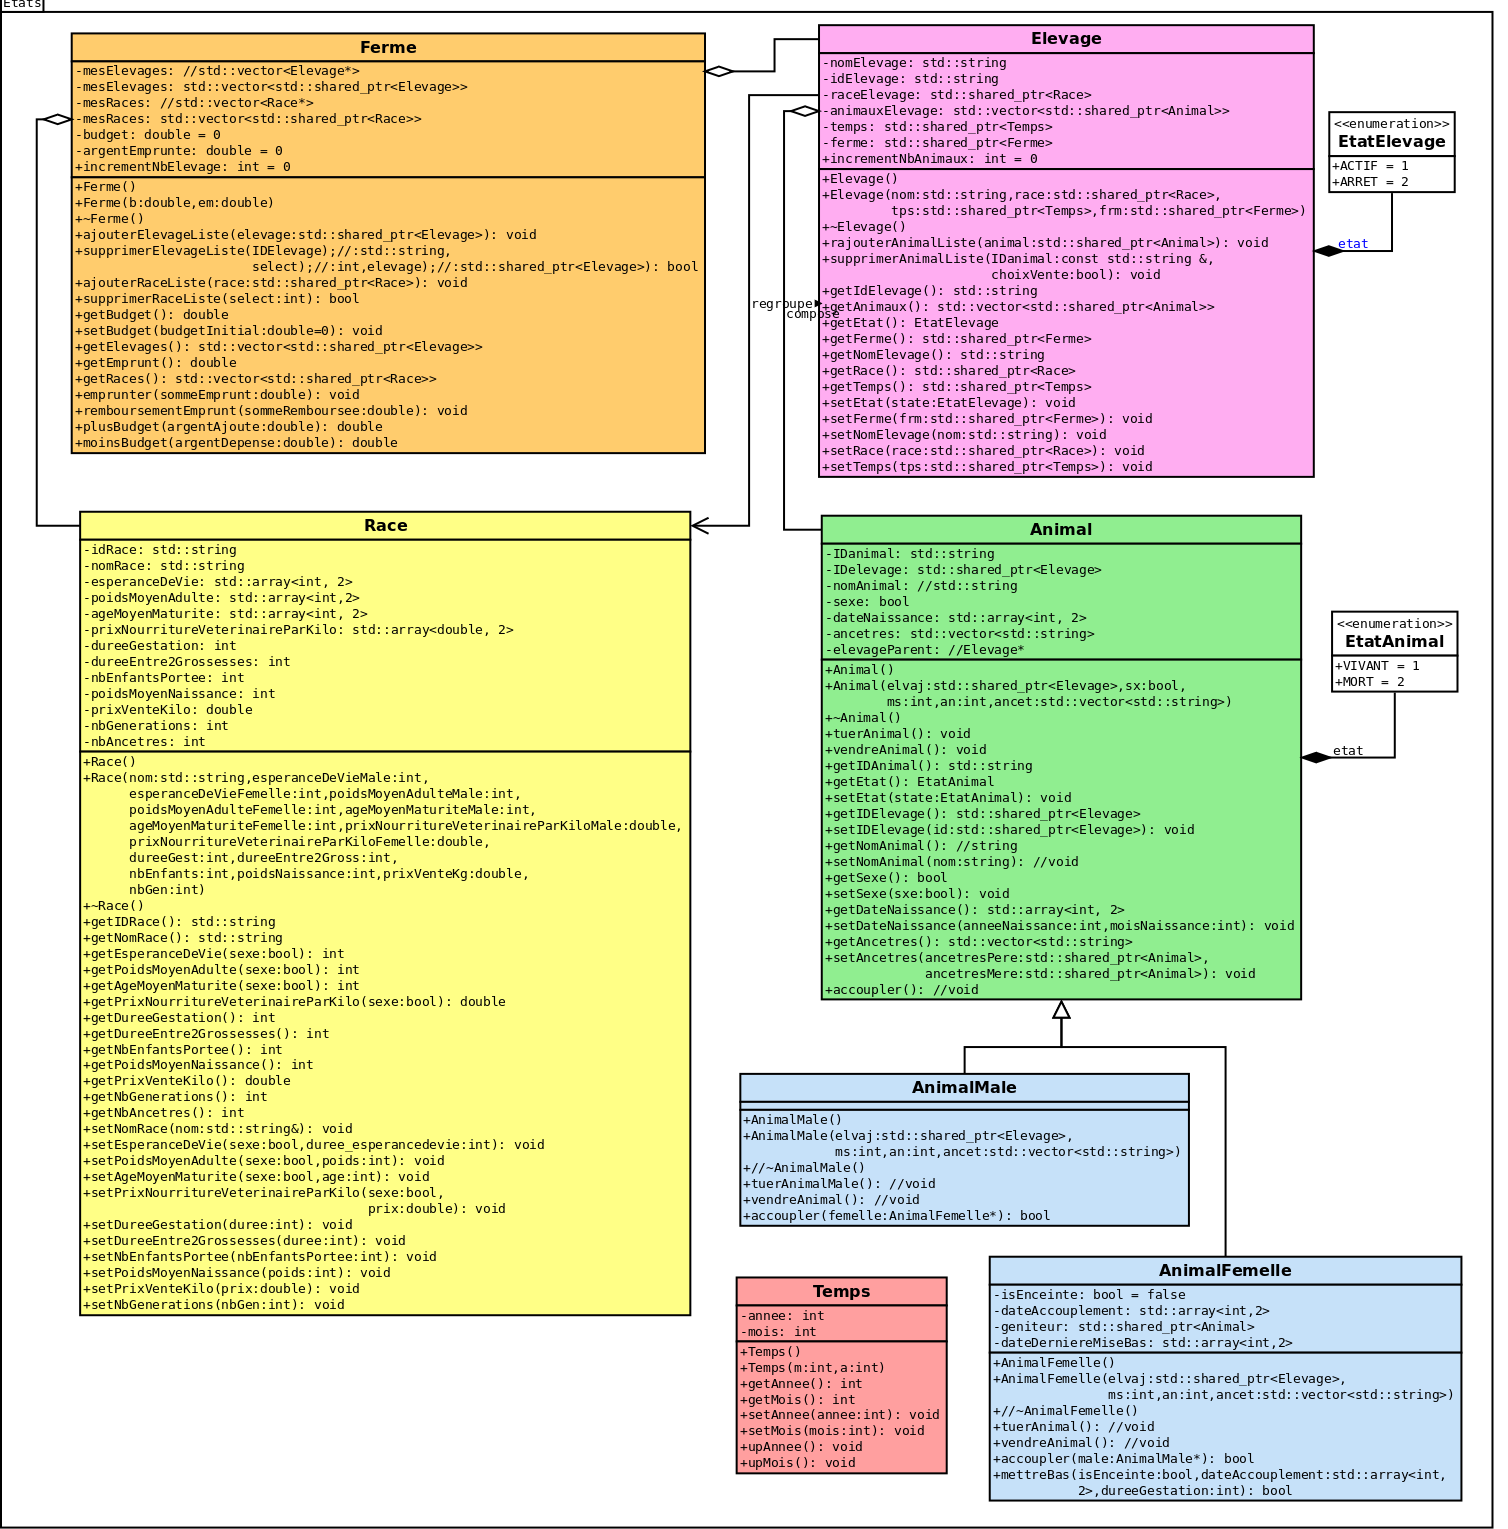 Etats
Ferme
-mesElevages: //std::vector<Elevage*>
-mesElevages: std::vector<std::shared_ptr<Elevage>>
-mesRaces: //std::vector<Race*>
-mesRaces: std::vector<std::shared_ptr<Race>>
-budget: double = 0
-argentEmprunte: double = 0
+incrementNbElevage: int = 0
+Ferme()
+Ferme(b:double,em:double)
+~Ferme()
+ajouterElevageListe(elevage:std::shared_ptr<Elevage>): void
+supprimerElevageListe(IDElevage);//:std::string,
select);//:int,elevage);//:std::shared_ptr<Elevage>): bool
+ajouterRaceListe(race:std::shared_ptr<Race>): void
+supprimerRaceListe(select:int): bool
+getBudget(): double
+setBudget(budgetInitial:double=0): void
+getElevages(): std::vector<std::shared_ptr<Elevage>>
+getEmprunt(): double
+getRaces(): std::vector<std::shared_ptr<Race>>
+emprunter(sommeEmprunt:double): void
+remboursementEmprunt(sommeRemboursee:double): void
+plusBudget(argentAjoute:double): double
+moinsBudget(argentDepense:double): double
Elevage
-nomElevage: std::string
-idElevage: std::string
-raceElevage: std::shared_ptr<Race>
-animauxElevage: std::vector<std::shared_ptr<Animal>>
-temps: std::shared_ptr<Temps>
-ferme: std::shared_ptr<Ferme>
+incrementNbAnimaux: int = 0
+Elevage()
+Elevage(nom:std::string,race:std::shared_ptr<Race>,
tps:std::shared_ptr<Temps>,frm:std::shared_ptr<Ferme>)
+~Elevage()
+rajouterAnimalListe(animal:std::shared_ptr<Animal>): void
+supprimerAnimalListe(IDanimal:const std::string &,
choixVente:bool): void
+getIdElevage(): std::string
+getAnimaux(): std::vector<std::shared_ptr<Animal>>
+getEtat(): EtatElevage
+getFerme(): std::shared_ptr<Ferme>
+getNomElevage(): std::string
+getRace(): std::shared_ptr<Race>
+getTemps(): std::shared_ptr<Temps>
+setEtat(state:EtatElevage): void
+setFerme(frm:std::shared_ptr<Ferme>): void
+setNomElevage(nom:std::string): void
+setRace(race:std::shared_ptr<Race>): void
+setTemps(tps:std::shared_ptr<Temps>): void
<<enumeration>>
EtatElevage
+ACTIF = 1
+ARRET = 2
etat
regroupe
compose
Race
-idRace: std::string
-nomRace: std::string
-esperanceDeVie: std::array<int, 2>
-poidsMoyenAdulte: std::array<int,2>
-ageMoyenMaturite: std::array<int, 2>
-prixNourritureVeterinaireParKilo: std::array<double, 2>
-dureeGestation: int
-dureeEntre2Grossesses: int
-nbEnfantsPortee: int
-poidsMoyenNaissance: int
-prixVenteKilo: double
-nbGenerations: int
-nbAncetres: int
+Race()
+Race(nom:std::string,esperanceDeVieMale:int,
esperanceDeVieFemelle:int,poidsMoyenAdulteMale:int,
poidsMoyenAdulteFemelle:int,ageMoyenMaturiteMale:int,
ageMoyenMaturiteFemelle:int,prixNourritureVeterinaireParKiloMale:double,
prixNourritureVeterinaireParKiloFemelle:double,
dureeGest:int,dureeEntre2Gross:int,
nbEnfants:int,poidsNaissance:int,prixVenteKg:double,
nbGen:int)
+~Race()
+getIDRace(): std::string
+getNomRace(): std::string
+getEsperanceDeVie(sexe:bool): int
+getPoidsMoyenAdulte(sexe:bool): int
+getAgeMoyenMaturite(sexe:bool): int
+getPrixNourritureVeterinaireParKilo(sexe:bool): double
+getDureeGestation(): int
+getDureeEntre2Grossesses(): int
+getNbEnfantsPortee(): int
+getPoidsMoyenNaissance(): int
+getPrixVenteKilo(): double
+getNbGenerations(): int
+getNbAncetres(): int
+setNomRace(nom:std::string&): void
+setEsperanceDeVie(sexe:bool,duree_esperancedevie:int): void
+setPoidsMoyenAdulte(sexe:bool,poids:int): void
+setAgeMoyenMaturite(sexe:bool,age:int): void
+setPrixNourritureVeterinaireParKilo(sexe:bool,
prix:double): void
+setDureeGestation(duree:int): void
+setDureeEntre2Grossesses(duree:int): void
+setNbEnfantsPortee(nbEnfantsPortee:int): void
+setPoidsMoyenNaissance(poids:int): void
+setPrixVenteKilo(prix:double): void
+setNbGenerations(nbGen:int): void
Animal
-IDanimal: std::string
-IDelevage: std::shared_ptr<Elevage>
-nomAnimal: //std::string
-sexe: bool
-dateNaissance: std::array<int, 2>
-ancetres: std::vector<std::string>
-elevageParent: //Elevage*
+Animal()
+Animal(elvaj:std::shared_ptr<Elevage>,sx:bool,
ms:int,an:int,ancet:std::vector<std::string>)
+~Animal()
+tuerAnimal(): void
+vendreAnimal(): void
+getIDAnimal(): std::string
+getEtat(): EtatAnimal
+setEtat(state:EtatAnimal): void
+getIDElevage(): std::shared_ptr<Elevage>
+setIDElevage(id:std::shared_ptr<Elevage>): void
+getNomAnimal(): //string
+setNomAnimal(nom:string): //void
+getSexe(): bool
+setSexe(sxe:bool): void
+getDateNaissance(): std::array<int, 2>
+setDateNaissance(anneeNaissance:int,moisNaissance:int): void
+getAncetres(): std::vector<std::string>
+setAncetres(ancetresPere:std::shared_ptr<Animal>,
ancetresMere:std::shared_ptr<Animal>): void
+accoupler(): //void
<<enumeration>>
EtatAnimal
+VIVANT = 1
+MORT = 2
etat
AnimalMale
+AnimalMale()
+AnimalMale(elvaj:std::shared_ptr<Elevage>,
ms:int,an:int,ancet:std::vector<std::string>)
+//~AnimalMale()
+tuerAnimalMale(): //void
+vendreAnimal(): //void
+accoupler(femelle:AnimalFemelle*): bool
Temps
-annee: int
-mois: int
+Temps()
+Temps(m:int,a:int)
+getAnnee(): int
+getMois(): int
+setAnnee(annee:int): void
+setMois(mois:int): void
+upAnnee(): void
+upMois(): void
AnimalFemelle
-isEnceinte: bool = false
-dateAccouplement: std::array<int,2>
-geniteur: std::shared_ptr<Animal>
-dateDerniereMiseBas: std::array<int,2>
+AnimalFemelle()
+AnimalFemelle(elvaj:std::shared_ptr<Elevage>,
ms:int,an:int,ancet:std::vector<std::string>)
+//~AnimalFemelle()
+tuerAnimal(): //void
+vendreAnimal(): //void
+accoupler(male:AnimalMale*): bool
+mettreBas(isEnceinte:bool,dateAccouplement:std::array<int,
2>,dureeGestation:int): bool